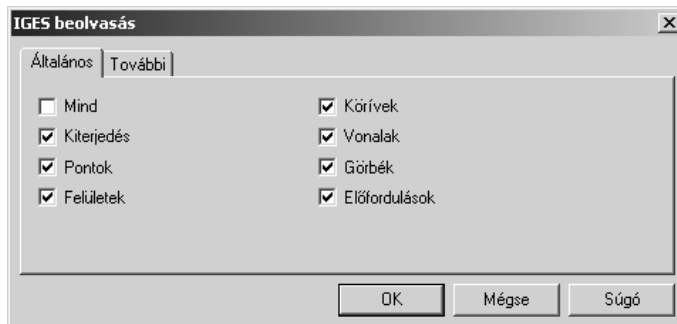 IGES beolvasás
Általános További
Mind
Kiterjedés
Pontok
Felületek
Körívek
Vonalak
Görbék
Előfordulások
OK Mégse Súgó